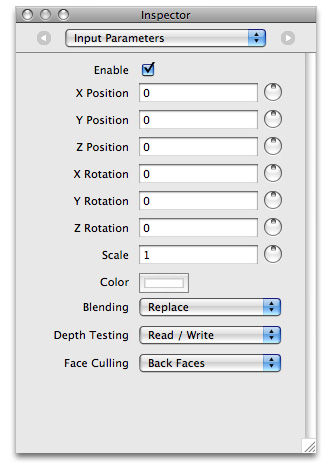 Inspector
Input Parameters
Enable
X Position 0
Y Position 0
Z Position 0
X Rotation 0
Y Rotation 0
Z Rotation 0
Scale 1
Color
Blending Replace
Depth Testing Read / Write
Face Culling Back Faces